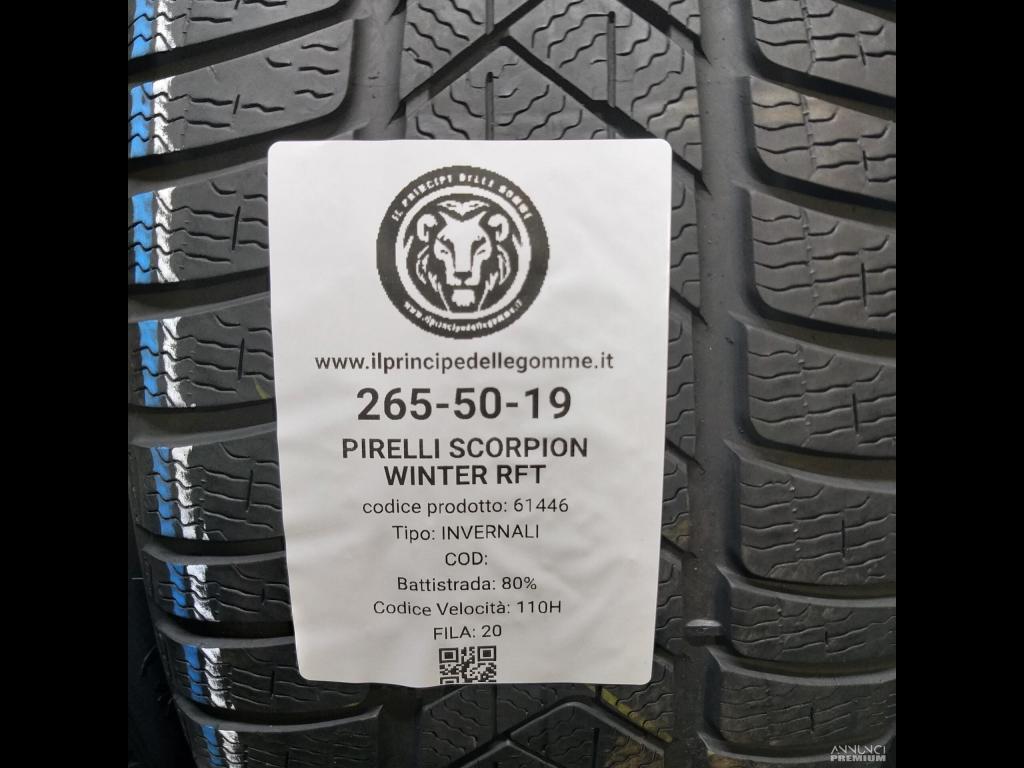 IL PRINCIPE DELLE GOMME
www.ilprincipedellegomme.it
www.ilprincipedellegomme.it
265-50-19
PIRELLI SCORPION
WINTER RFT
codice prodotto: 61446
Tipo: INVERNALI
COD:
Battistrada: 80%
Codice Velocità: 110H
FILA: 20
ANNUNCI
PREMIUM